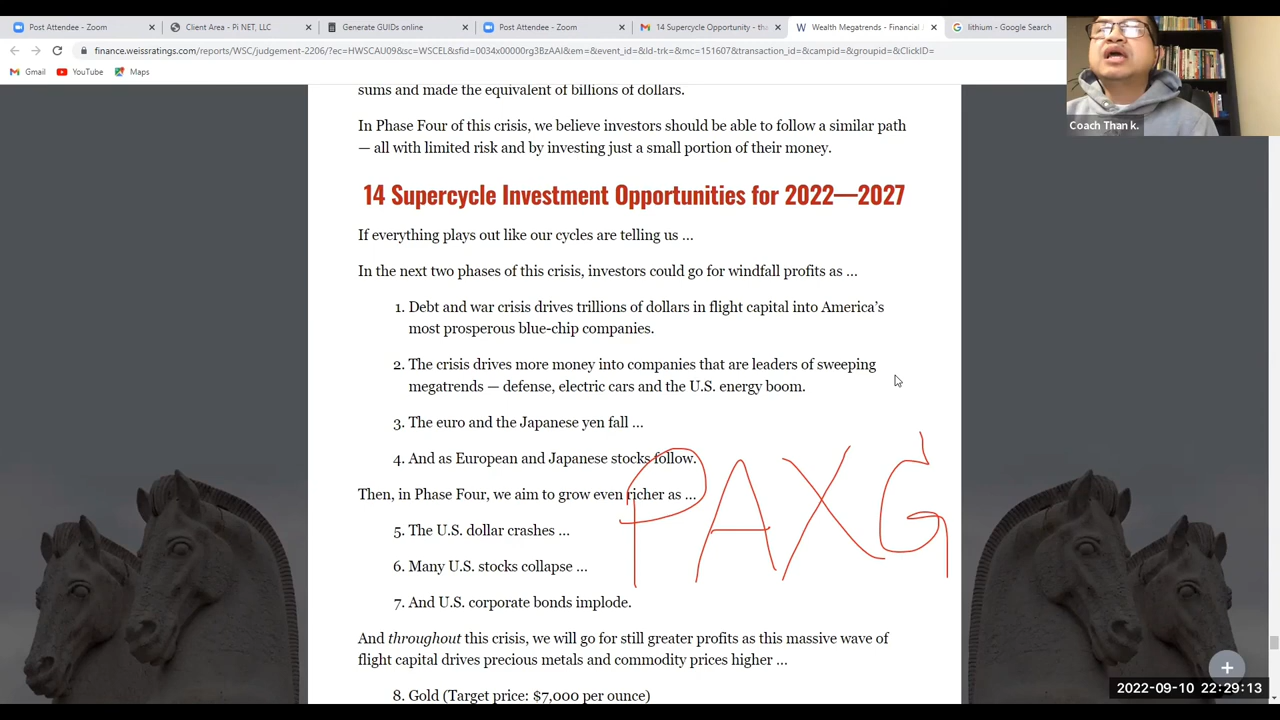 Post Attendee - Zoom
Client Area - Pi NET, LLC
Generate GUIDs online
Post Attendee - Zoom
14 Supercycle Opportunity - tha
Wealth Megatrends - Financial
lithium - Google Search
finance.weissratings.com/reports/WSC/judgement-2206/?ec=HWSCAU09&sc=WSCEL&sfid=0034x00000rg3BzAAI&em=&event_id=&ld-trk=&mc=151607&transaction_id=&campid=&groupid=&ClickID=
Gmail
YouTube
Maps
Coach Than k.
sums and made the equivalent of billions of dollars.
In Phase Four of this crisis, we believe investors should be able to follow a similar path
— all with limited risk and by investing just a small portion of their money.
14 Supercycle Investment Opportunities for 2022—2027
If everything plays out like our cycles are telling us ...
In the next two phases of this crisis, investors could go for windfall profits as ...
1. Debt and war crisis drives trillions of dollars in flight capital into America's
most prosperous blue-chip companies.
2. The crisis drives more money into companies that are leaders of sweeping
megatrends — defense, electric cars and the U.S. energy boom.
3. The euro and the Japanese yen fall ...
4. And as European and Japanese stocks follow.
Then, in Phase Four, we aim to grow even richer as ...
PAXG
5. The U.S. dollar crashes ...
6. Many U.S. stocks collapse ...
7. And U.S. corporate bonds implode.
And throughout this crisis, we will go for still greater profits as this massive wave of
flight capital drives precious metals and commodity prices higher ...
8. Gold (Target price: $7,000 per ounce)
2022-09-10 22:29:13